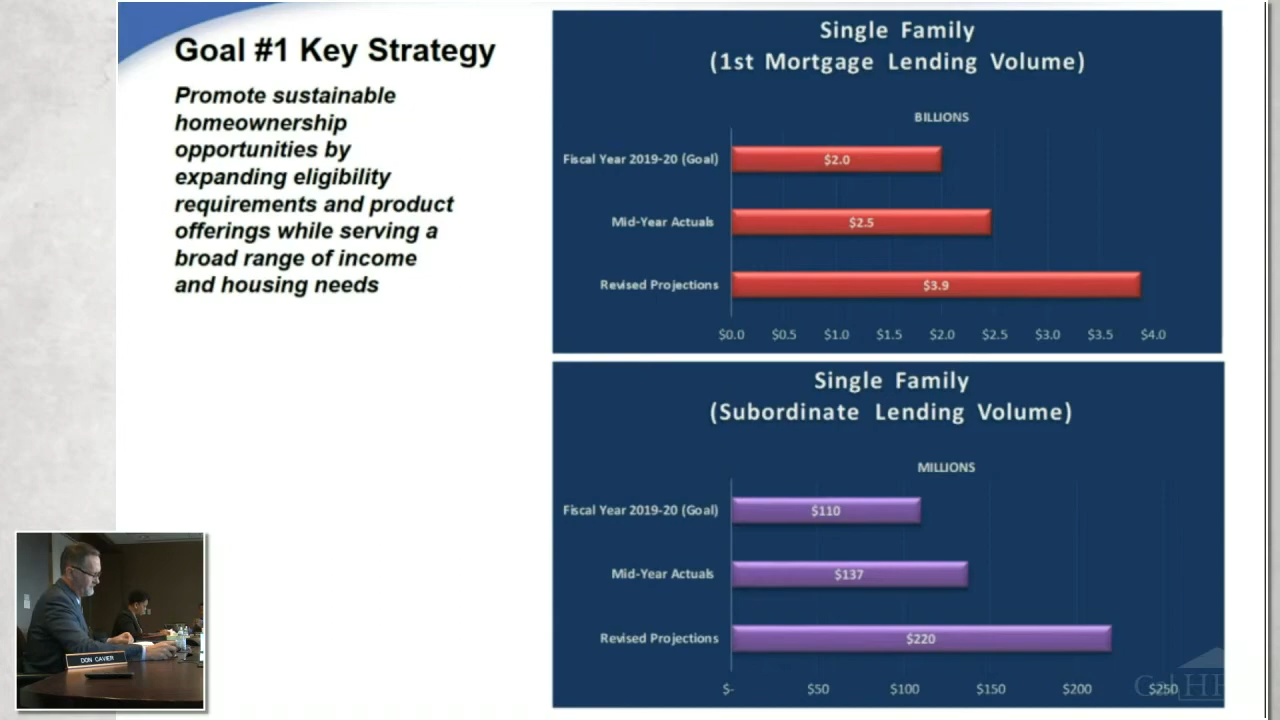 Goal #1 Key Strategy
Promote sustainable
homeownership
opportunities by
expanding eligibility
requirements and product
offerings while serving a
broad range of income
and housing needs
Single Family
(1st Mortgage Lending Volume)
BILLIONS
Fiscal Year 2019-20 (Goal)
$2.0
Mid-Year Actuals
$2.5
Revised Projections
$3.9
$0.0 $0.5 $1.0 $1.5 $2.0 $2.5 $3.0 $3.5 $4.0
Single Family
(Subordinate Lending Volume)
MILLIONS
Fiscal Year 2019-20 (Goal)
$110
Mid-Year Actuals
$137
Revised Projections
$220
$- $50 $100 $150 $200 $250
DON CAVIER